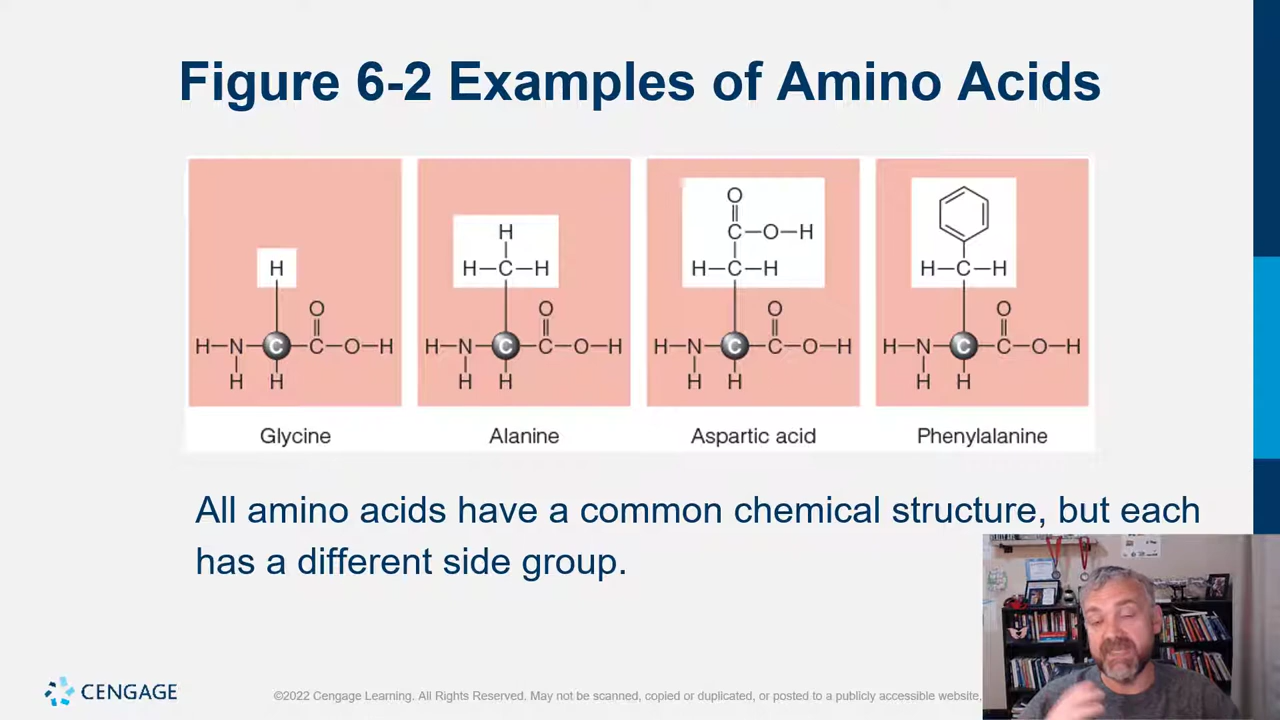 Figure 6-2 Examples of Amino Acids
O
H
C—O—H
H
H—C—H
H—C—H
H—C—H
O
O
O
O
H—N—C—C—O—H
H—N—C—C—O—H
H—N—C—C—O—H
H—N—C—C—O—H
H H
H H
H H
H H
Glycine
Alanine
Aspartic acid
Phenylalanine
All amino acids have a common chemical structure, but each
has a different side group.
CENGAGE
©2022 Cengage Learning. All Rights Reserved. May not be scanned, copied or duplicated, or posted to a publicly accessible website,